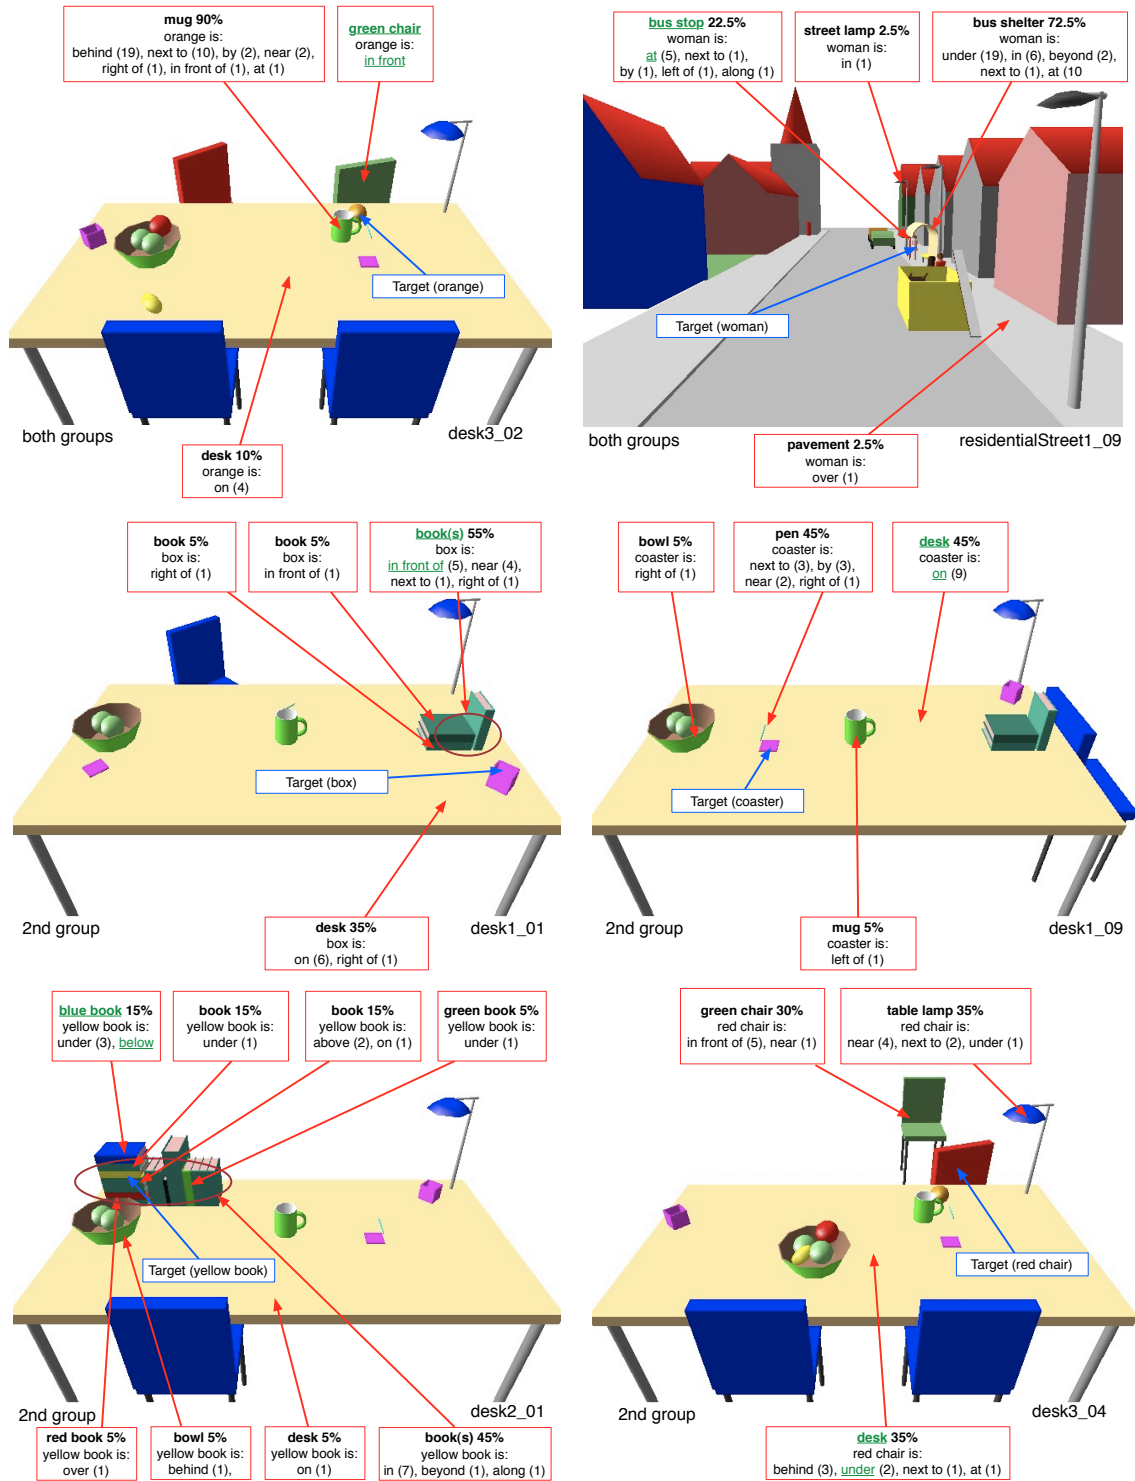 mug 90%
orange is:
behind (19), next to (10), by (2), near (2),
right of (1), in front of (1), at (1)
green chair
orange is:
in front
Target (orange)
both groups
desk3_02
desk 10%
orange is:
on (4)
bus stop 22.5%
woman is:
at (5), next to (1),
by (1), left of (1), along (1)
street lamp 2.5%
woman is:
in (1)
bus shelter 72.5%
woman is:
under (19), in (6), beyond (2),
next to (1), at (10
Target (woman)
both groups
residentialStreet1_09
pavement 2.5%
woman is:
over (1)
book 5%
box is:
right of (1)
book 5%
box is:
in front of (1)
book(s) 55%
box is:
in front of (5), near (4),
next to (1), right of (1)
Target (box)
2nd group
desk1_01
desk 35%
box is:
on (6), right of (1)
bowl 5%
coaster is:
right of (1)
pen 45%
coaster is:
next to (3), by (3),
near (2), right of (1)
desk 45%
coaster is:
on (9)
Target (coaster)
2nd group
desk1_09
mug 5%
coaster is:
left of (1)
blue book 15%
yellow book is:
under (3), below
book 15%
yellow book is:
under (1)
book 15%
yellow book is:
above (2), on (1)
green book 5%
yellow book is:
under (1)
Target (yellow book)
2nd group
desk2_01
red book 5%
yellow book is:
over (1)
bowl 5%
yellow book is:
behind (1),
desk 5%
yellow book is:
on (1)
book(s) 45%
yellow book is:
in (7), beyond (1), along (1)
green chair 30%
red chair is:
in front of (5), near (1)
table lamp 35%
red chair is:
near (4), next to (2), under (1)
Target (red chair)
2nd group
desk3_04
desk 35%
red chair is:
behind (3), under (2), next to (1), at (1)